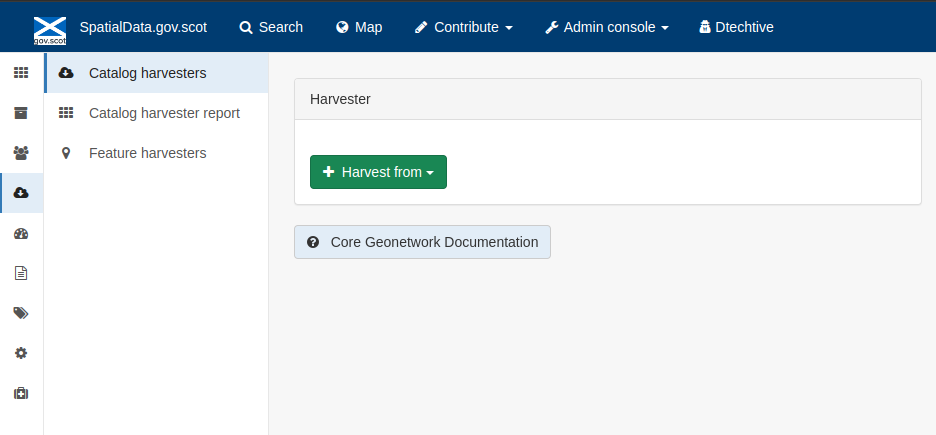 gov.scot
SpatialData.gov.scot
Search
Map
Contribute
Admin console
Dtechtive
Catalog harvesters
Catalog harvester report
Feature harvesters
Harvester
Harvest from
Core Geonetwork Documentation